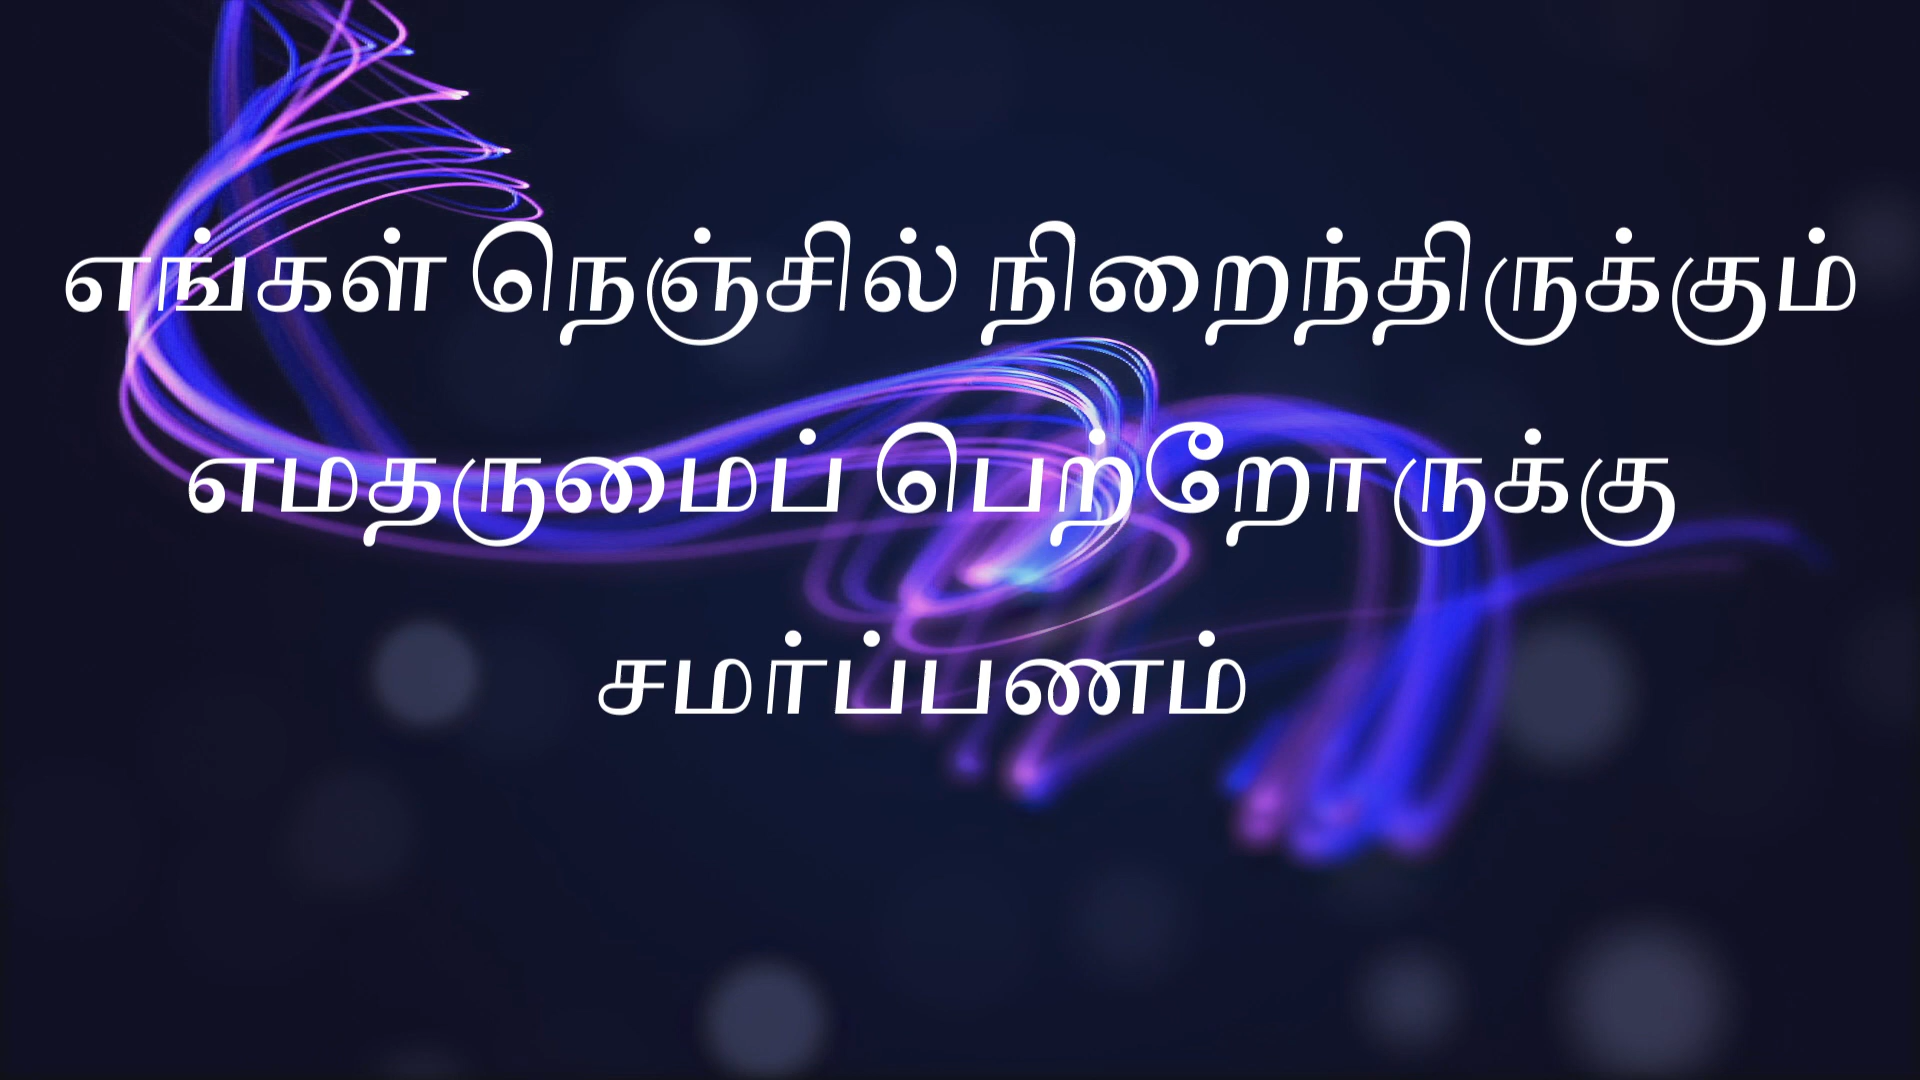 எங்கள் நெஞ்சில் நிறைந்திருக்கும்
எமதருமைப் பெற்றோருக்கு
சமர்ப்பணம்